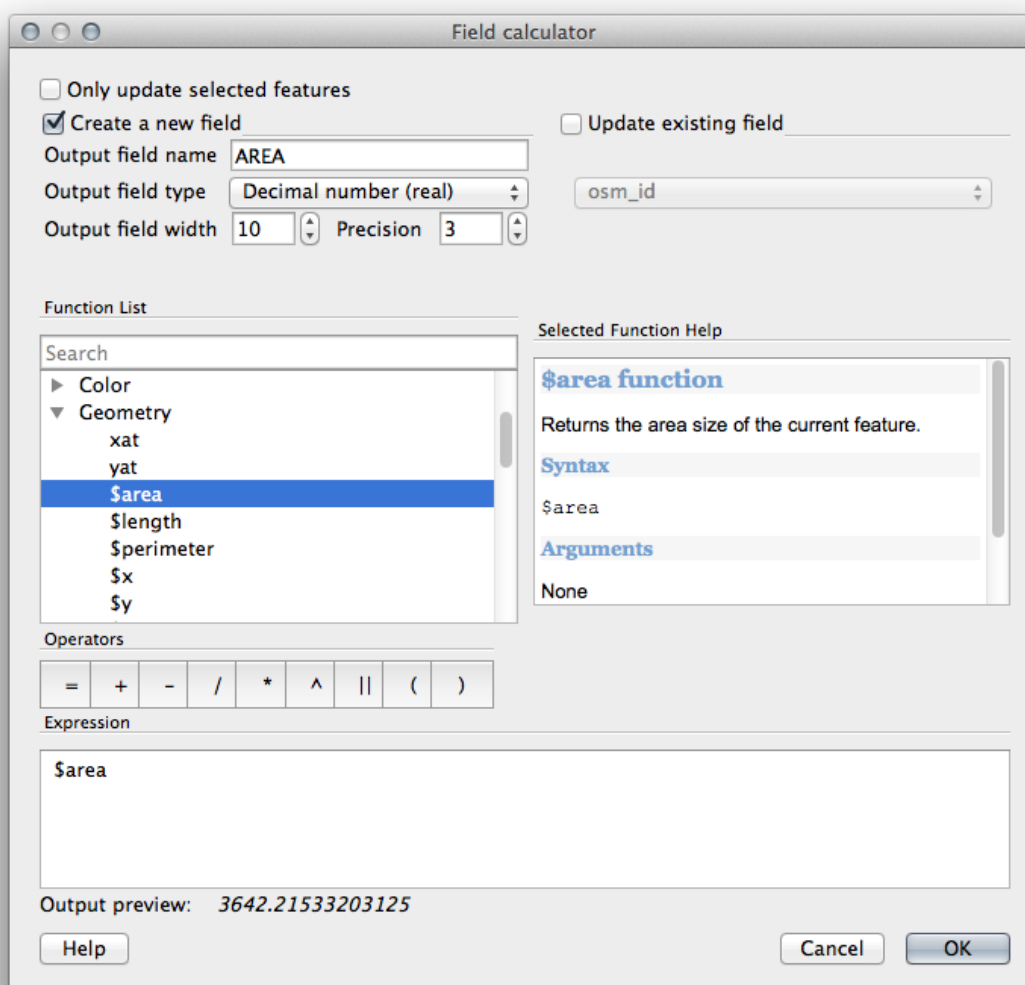 Field calculator
Only update selected features
Create a new field
Update existing field
Output field name AREA
Output field type Decimal number (real)
osm_id
Output field width 10 Precision 3
Function List
Selected Function Help
Search
Color
Geometry
xat
yat
$area
$length
$perimeter
$x
$y
$area function
Returns the area size of the current feature.
Syntax
$area
Arguments
None
Operators
= + - / * ^ || ( )
Expression
$area
Output preview: 3642.21533203125
Help
Cancel
OK